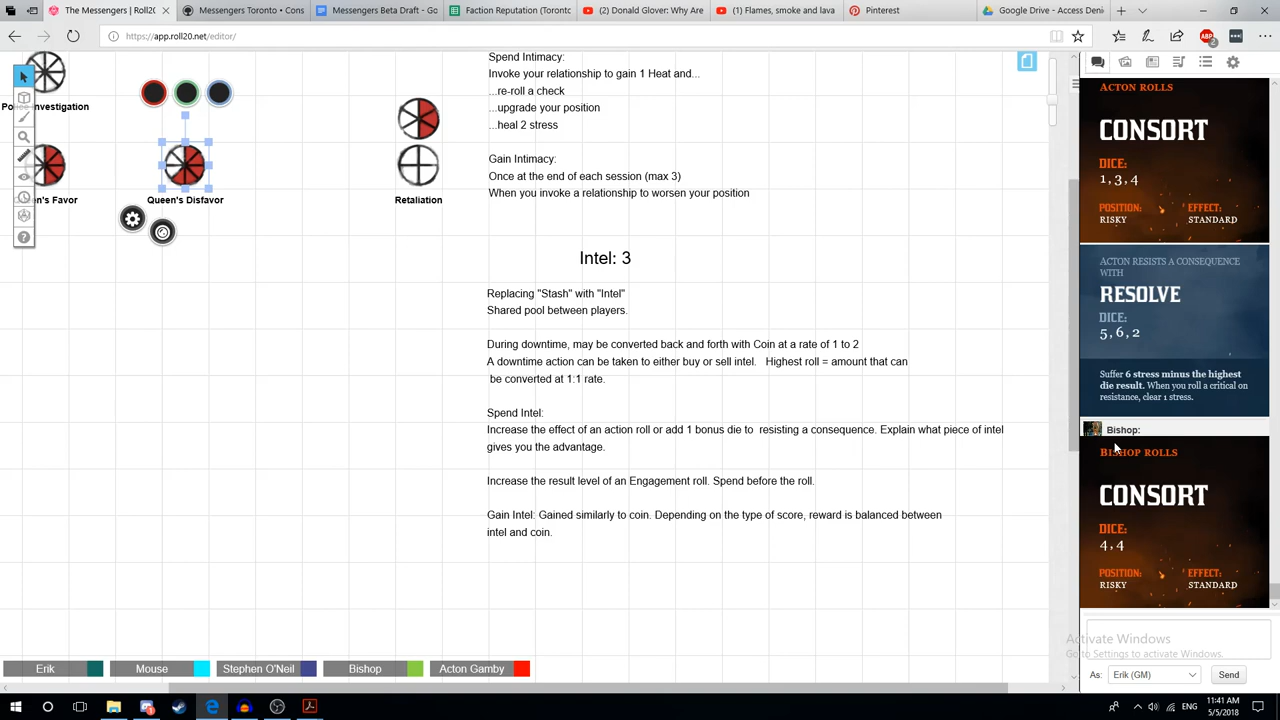 The Messengers | Roll20
Messengers Toronto • Cons
Messengers Beta Draft - Go
Faction Reputation (Toronto
(2) Donald Glover: Why Are
(1) Flames, smoke and lava
Pinterest
Google Drive - Access Deni
https://app.roll20.net/editor/
ABP
2
Spend Intimacy:
Invoke your relationship to gain 1 Heat and...
...re-roll a check
...upgrade your position
...heal 2 stress
Gain Intimacy:
Once at the end of each session (max 3)
When you invoke a relationship to worsen your position
Queen's Disfavor
Retaliation
Intel: 3
Replacing "Stash" with "Intel"
Shared pool between players.
During downtime, may be converted back and forth with Coin at a rate of 1 to 2
A downtime action can be taken to either buy or sell intel. Highest roll = amount that can
be converted at 1:1 rate.
Spend Intel:
Increase the effect of an action roll or add 1 bonus die to resisting a consequence. Explain what piece of intel
gives you the advantage.
Increase the result level of an Engagement roll. Spend before the roll.
Gain Intel: Gained similarly to coin. Depending on the type of score, reward is balanced between
intel and coin.
Erik
Mouse
Stephen O'Neil
Bishop
Acton Gamby
ACTON ROLLS
CONSORT
DICE:
1, 3, 4
POSITION:
RISKY
EFFECT:
STANDARD
ACTON RESISTS A CONSEQUENCE
WITH
RESOLVE
DICE:
5, 6, 2
Suffer 6 stress minus the highest
die result. When you roll a critical on
resistance, clear 1 stress.
Bishop:
BISHOP ROLLS
CONSORT
DICE:
4, 4
POSITION:
RISKY
EFFECT:
STANDARD
Activate Windows
Go to Settings to activate Windows.
As:
Erik (GM)
Send
ENG
11:41 AM
5/5/2018